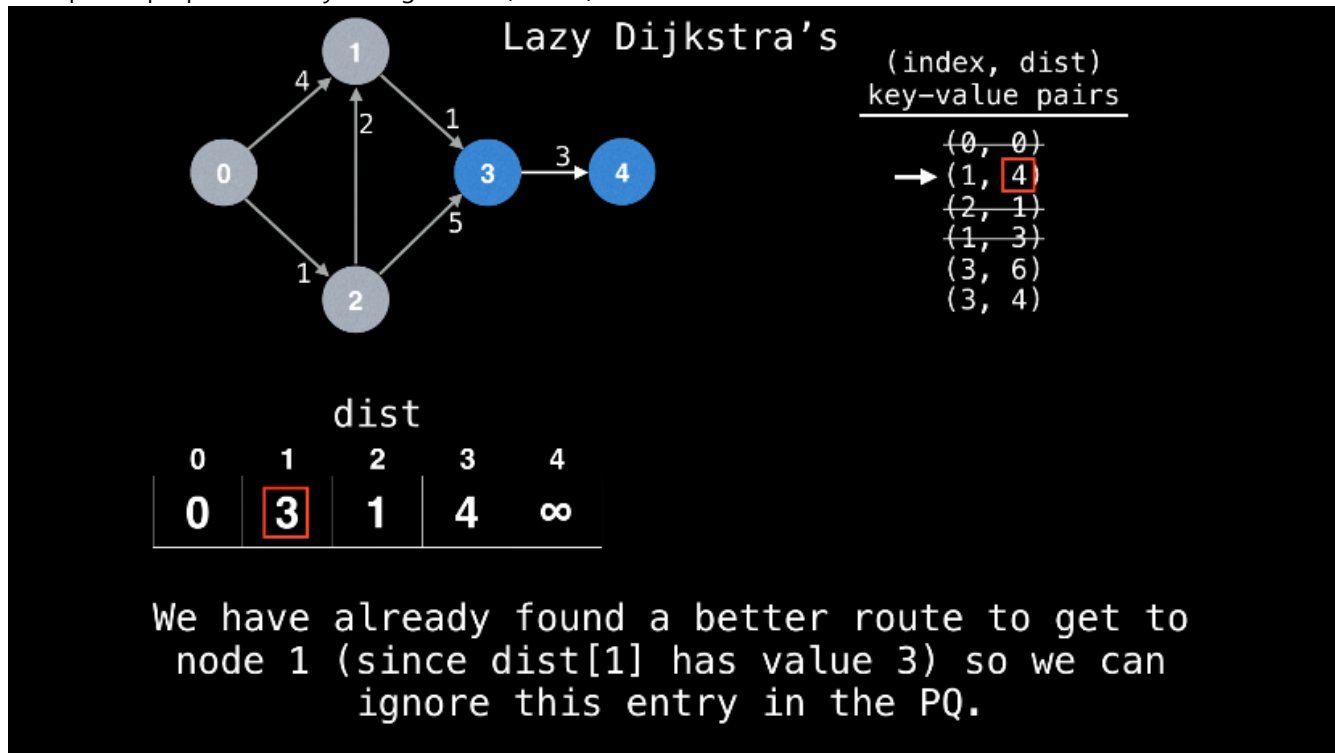 Lazy Dijkstra's
(index, dist)
key-value pairs
(0, 0)
(1, 4)
(2, 1)
(1, 3)
(3, 6)
(3, 4)
1
4
2
1
0
3
3
4
5
1
2
dist
0 1 2 3 4
0 3 1 4 ∞
We have already found a better route to get to
node 1 (since dist[1] has value 3) so we can
ignore this entry in the PQ.